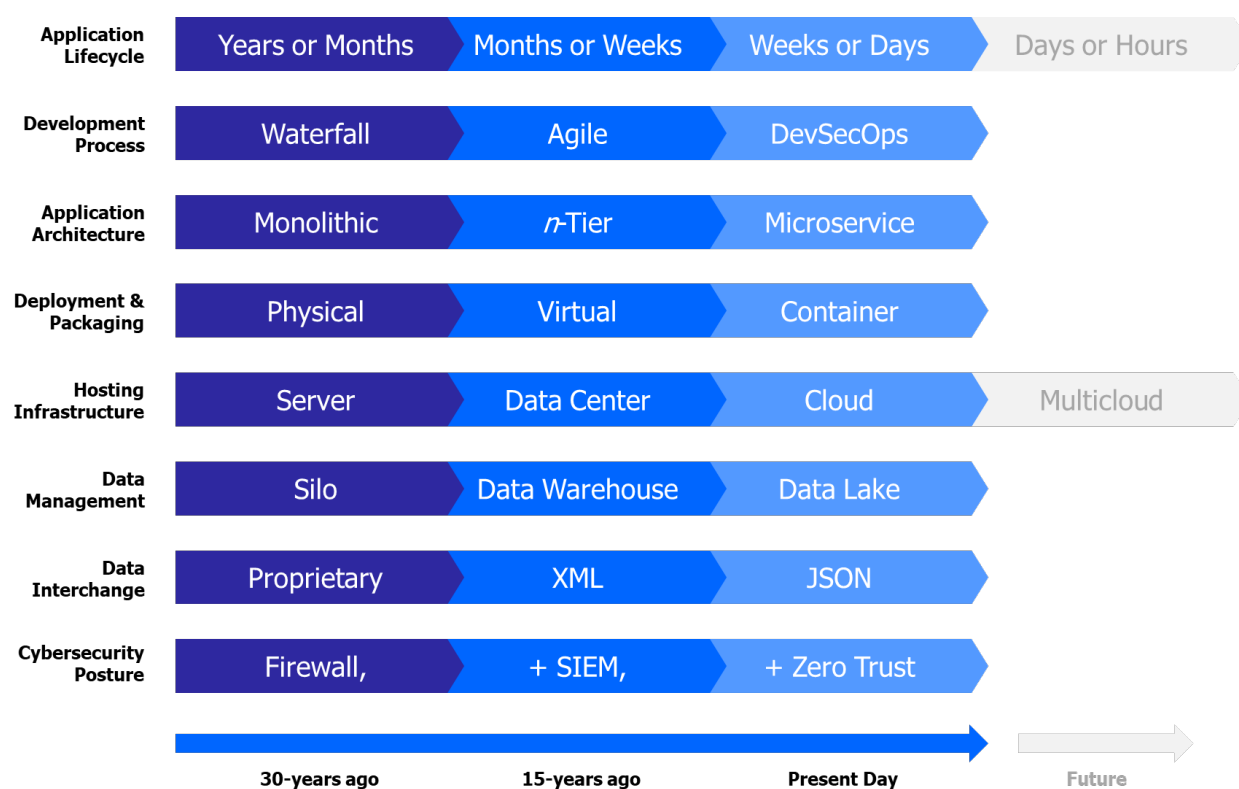 Application
Lifecycle
Years or Months
Months or Weeks
Weeks or Days
Days or Hours
Development
Process
Waterfall
Agile
DevSecOps
Application
Architecture
Monolithic
n-Tier
Microservice
Deployment &
Packaging
Physical
Virtual
Container
Hosting
Infrastructure
Server
Data Center
Cloud
Multicloud
Data
Management
Silo
Data Warehouse
Data Lake
Data
Interchange
Proprietary
XML
JSON
Cybersecurity
Posture
Firewall,
+ SIEM,
+ Zero Trust
30-years ago
15-years ago
Present Day
Future